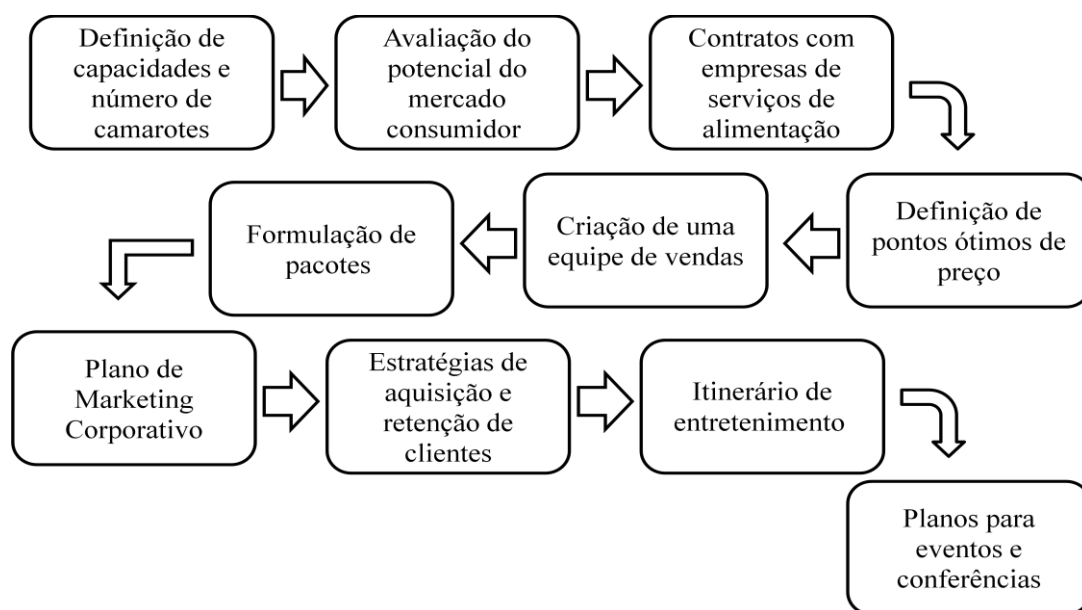 Definição de
capacidades e
número de
camarotes
Avaliação do
potencial do
mercado
consumidor
Contratos com
empresas de
serviços de
alimentação
Definição de
pontos ótimos de
preço
Criação de uma
equipe de vendas
Formulação de
pacotes
Plano de
Marketing
Corporativo
Estratégias de
aquisição e
retenção de
clientes
Itinerário de
entretenimento
Planos para
eventos e
conferências